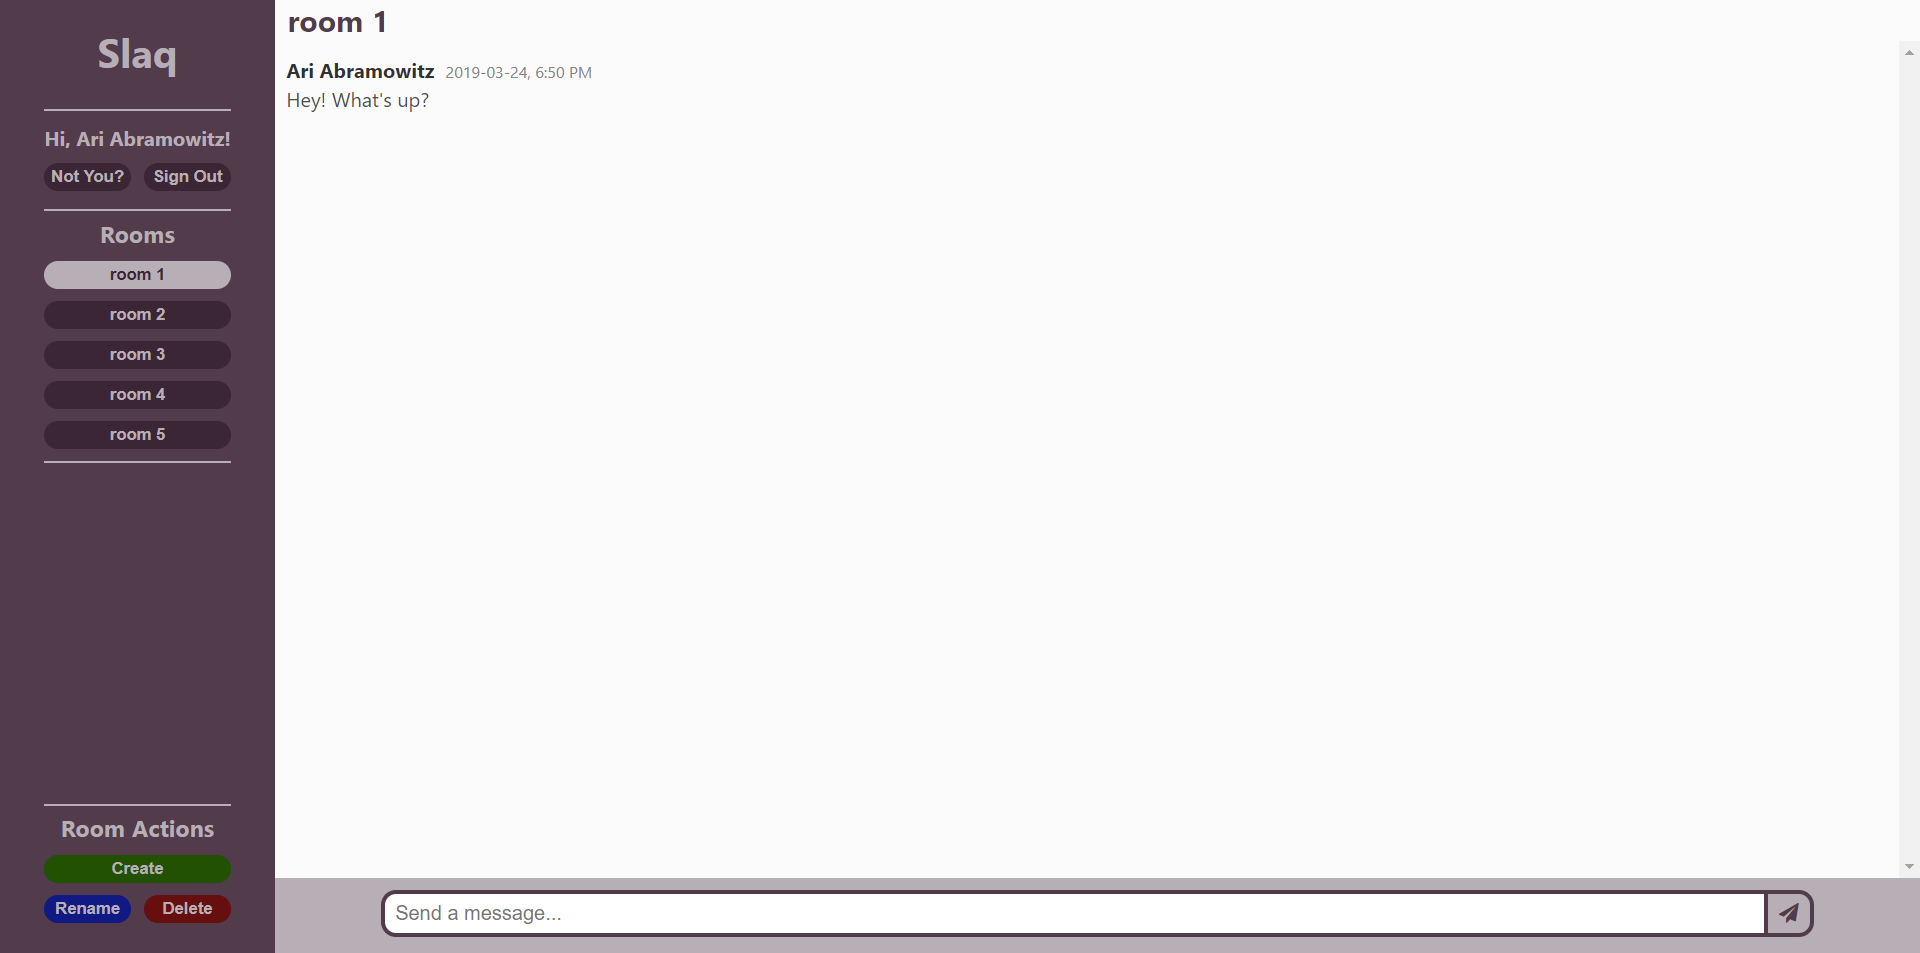 Slaq
Hi, Ari Abramowitz!
Not You? Sign Out
Rooms
room 1
room 2
room 3
room 4
room 5
Room Actions
Create
Rename Delete
room 1
Ari Abramowitz 2019-03-24, 6:50 PM
Hey! What's up?
Send a message...